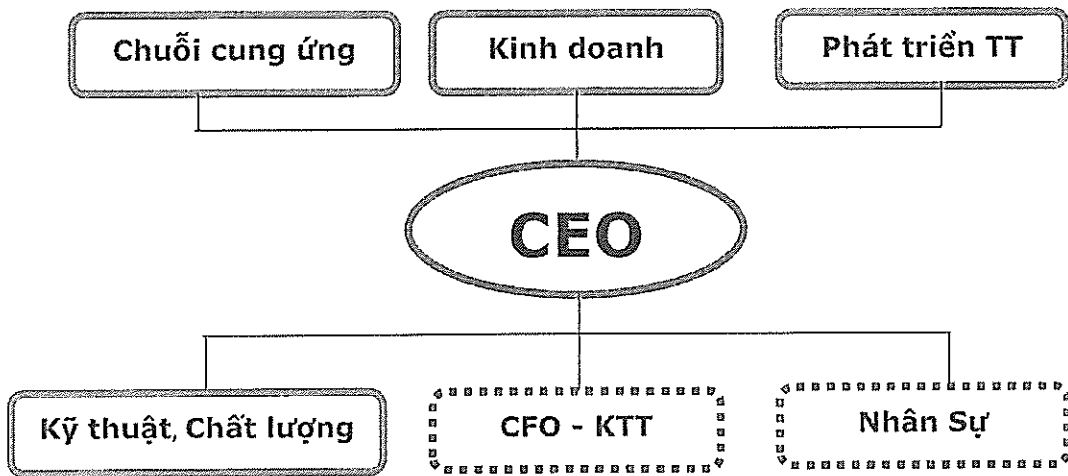 Chuỗi cung ứng
Kinh doanh
Phát triển TT
CEO
Kỹ thuật, Chất lượng
CFO - KTT
Nhân Sự